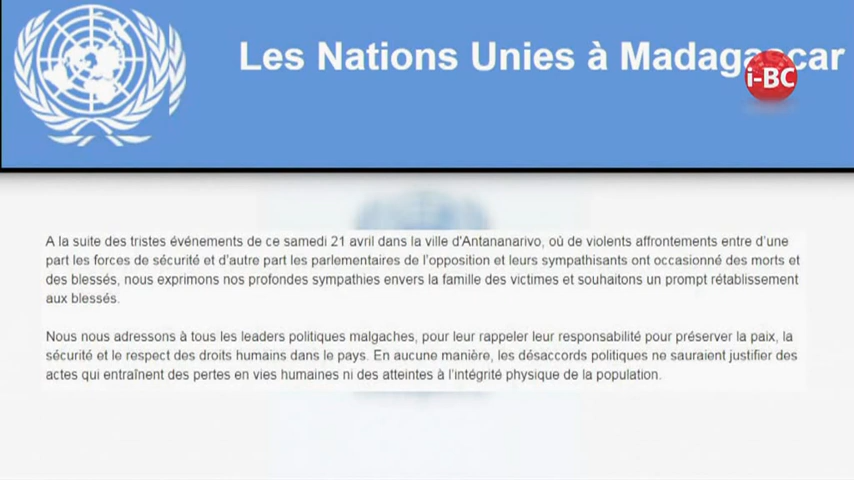 Les Nations Unies à Madagascar
i-BC
A la suite des tristes événements de ce samedi 21 avril dans la ville d'Antananarivo, où de violents affrontements entre d'une
part les forces de sécurité et d'autre part les parlementaires de l'opposition et leurs sympathisants ont occasionné des morts et
des blessés, nous exprimons nos profondes sympathies envers la famille des victimes et souhaitons un prompt rétablissement
aux blessés.
Nous nous adressons à tous les leaders politiques malgaches, pour leur rappeler leur responsabilité pour préserver la paix, la
sécurité et le respect des droits humains dans le pays. En aucune manière, les désaccords politiques ne sauraient justifier des
actes qui entraînent des pertes en vies humaines ni des atteintes à l'intégrité physique de la population.